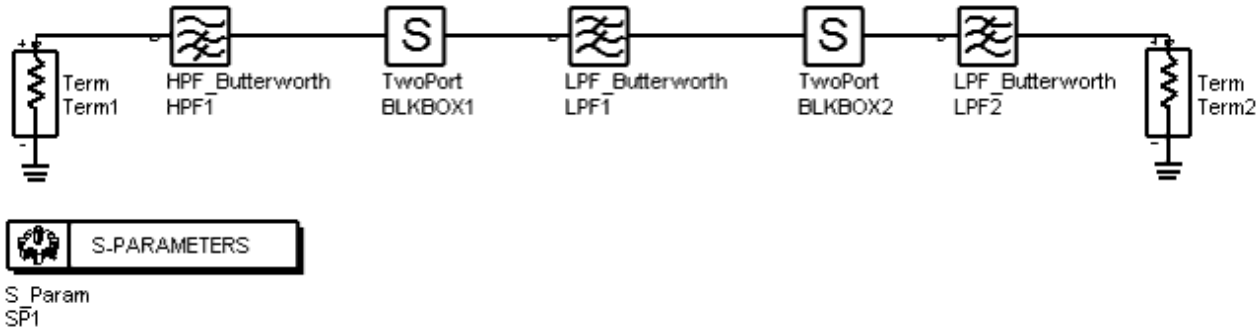 S S
Term HPF_Butterworth TwoPort LPF_Butterworth TwoPort LPF_Butterworth Term
Term1 HPF1 BLKBOX1 LPF1 BLKBOX2 LPF2 Term2
S-PARAMETERS
S_Param
SP1